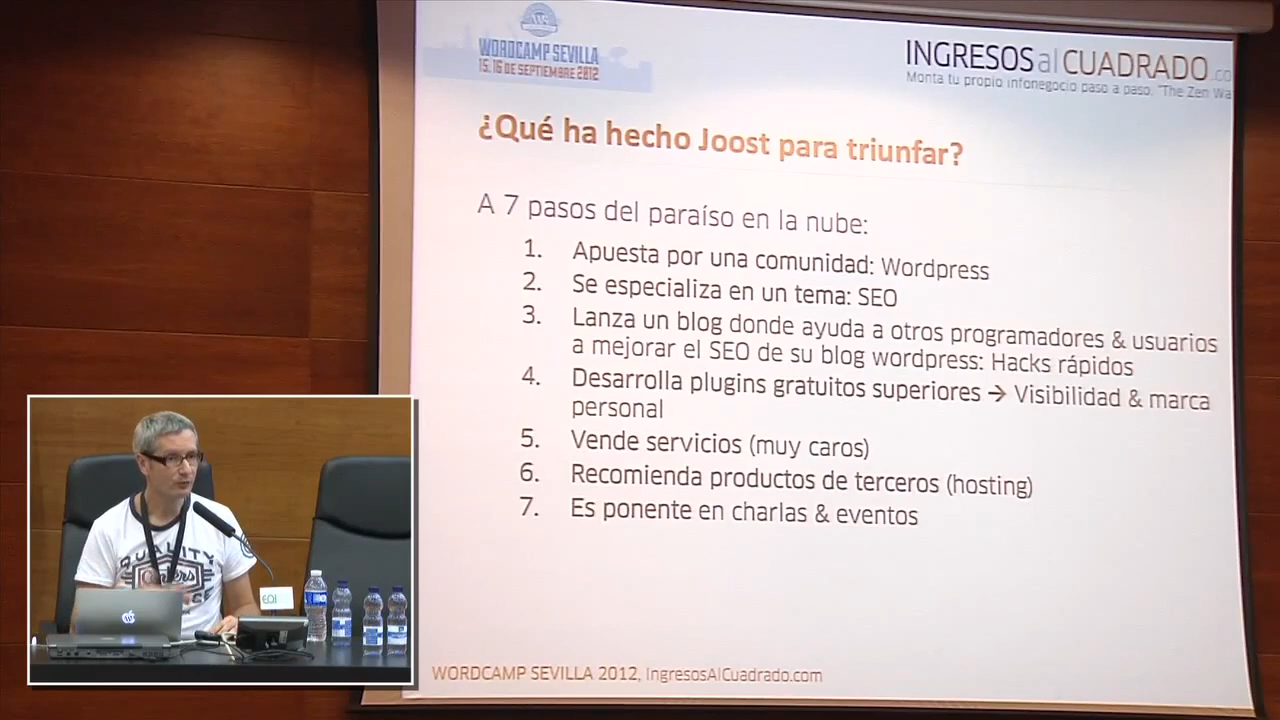 WORDCAMP SEVILLA
15, 16 DE SEPTIEMBRE 2012
INGRESOS al CUADRADO.co
Monta tu propio infonegocio paso a paso. "The Zen Wa
¿Qué ha hecho Joost para triunfar?
A 7 pasos del paraíso en la nube:
1. Apuesta por una comunidad: Wordpress
2. Se especializa en un tema: SEO
3. Lanza un blog donde ayuda a otros programadores & usuarios
a mejorar el SEO de su blog wordpress: Hacks rápidos
4. Desarrolla plugins gratuitos superiores → Visibilidad & marca
personal
5. Vende servicios (muy caros)
6. Recomienda productos de terceros (hosting)
7. Es ponente en charlas & eventos
WORDCAMP SEVILLA 2012, IngresosAlCuadrado.com
QUALITY
EOI